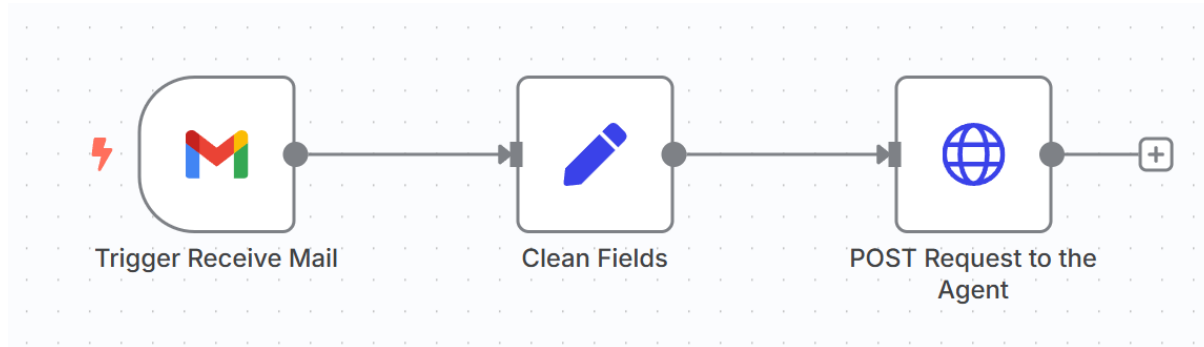 Trigger Receive Mail
Clean Fields
POST Request to the
Agent